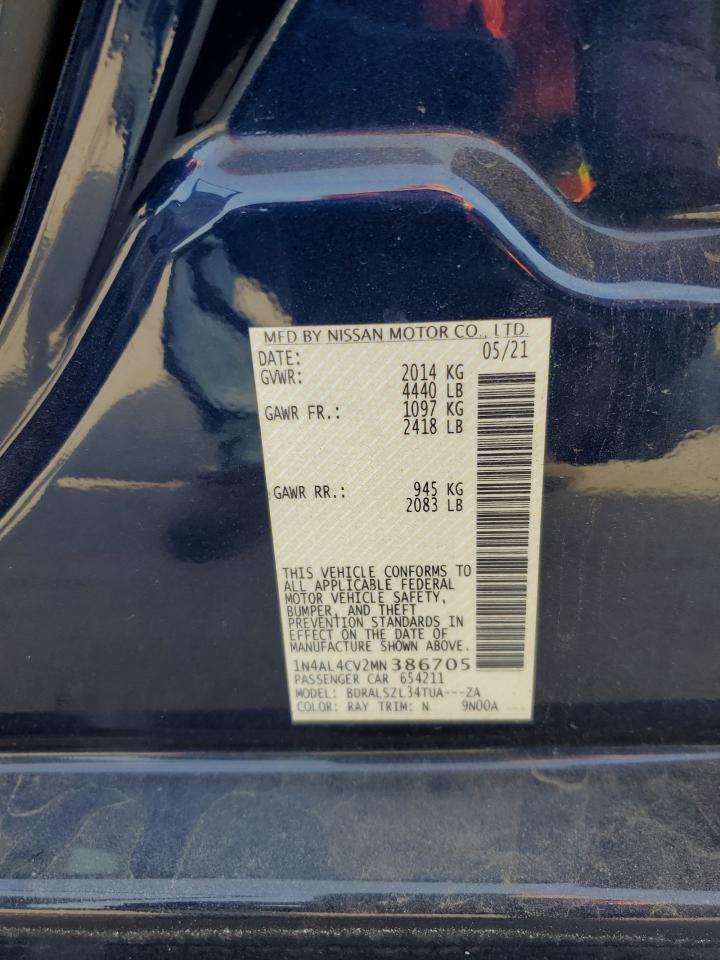 MFD BY NISSAN MOTOR CO., LTD.
DATE: 05/21
GVWR: 2014 KG
4440 LB
GAWR FR.: 1097 KG
2418 LB
GAWR RR.: 945 KG
2083 LB
THIS VEHICLE CONFORMS TO
ALL APPLICABLE FEDERAL
MOTOR VEHICLE SAFETY,
BUMPER, AND THEFT
PREVENTION STANDARDS IN
EFFECT ON THE DATE OF
MANUFACTURE SHOWN ABOVE.
1N4AL4CV2MN386705
PASSENGER CAR 654211
MODEL: BDRALSZL34TUA---ZA
COLOR: RAY TRIM: N 9N00A ---